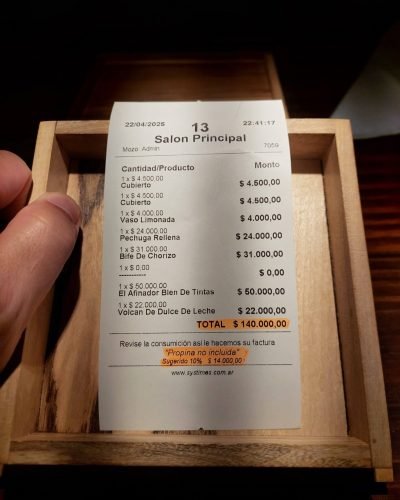 22/04/2025 13 22:41:17
Salon Principal
Mozo Admin 7059
Cantidad/Producto Monto
1 x $ 4.500,00
Cubierto $ 4.500,00
1 x $ 4.500,00
Cubierto $ 4.500,00
1 x $ 4.000,00
Vaso Limonada $ 4.000,00
1 x $ 24.000,00
Pechuga Rellena $ 24.000,00
1 x $ 31.000,00
Bife De Chorizo $ 31.000,00
1 x $ 0,00
------------ $ 0,00
1 x $ 50.000,00
El Afinador Blen De Tintas $ 50.000,00
1 x $ 22.000,00
Volcan De Dulce De Leche $ 22.000,00
TOTAL $ 140.000,00
Revise la consumición asi le hacemos su factura
"Propina no incluida"
Sugerido 10% $ 14.000,00
www.systimes.com.ar